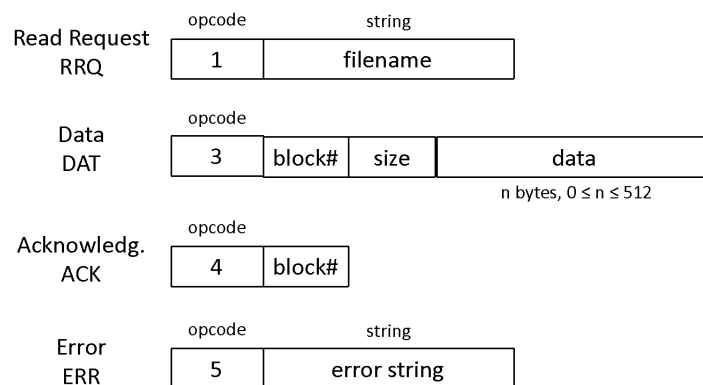 opcode string
Read Request
RRQ
1 filename
opcode
Data
DAT
3 block# size data
n bytes, 0 ≤ n ≤ 512
opcode
Acknowledg.
ACK
4 block#
opcode string
Error
ERR
5 error string